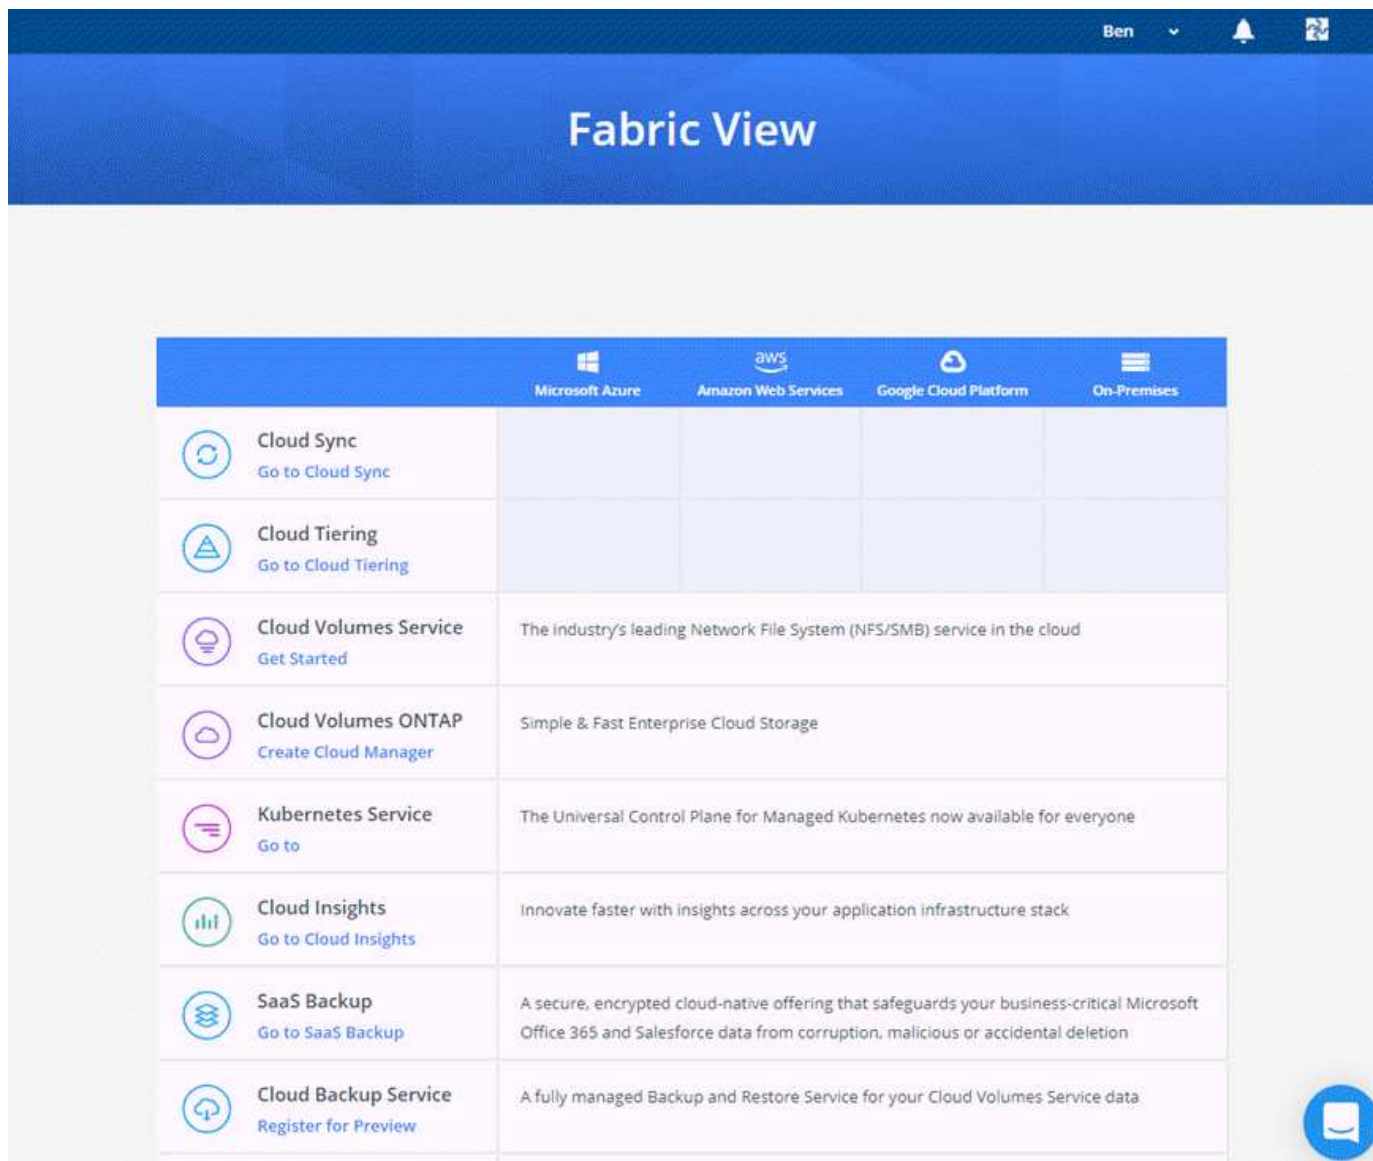 Ben
Fabric View
aws
Microsoft Azure
Amazon Web Services
Google Cloud Platform
On-Premises
Cloud Sync
Go to Cloud Sync
Cloud Tiering
Go to Cloud Tiering
Cloud Volumes Service
Get Started
The industry's leading Network File System (NFS/SMB) service in the cloud
Cloud Volumes ONTAP
Create Cloud Manager
Simple & Fast Enterprise Cloud Storage
Kubernetes Service
Go to
The Universal Control Plane for Managed Kubernetes now available for everyone
Cloud Insights
Go to Cloud Insights
Innovate faster with insights across your application infrastructure stack
SaaS Backup
Go to SaaS Backup
A secure, encrypted cloud-native offering that safeguards your business-critical Microsoft
Office 365 and Salesforce data from corruption, malicious or accidental deletion
Cloud Backup Service
Register for Preview
A fully managed Backup and Restore Service for your Cloud Volumes Service data